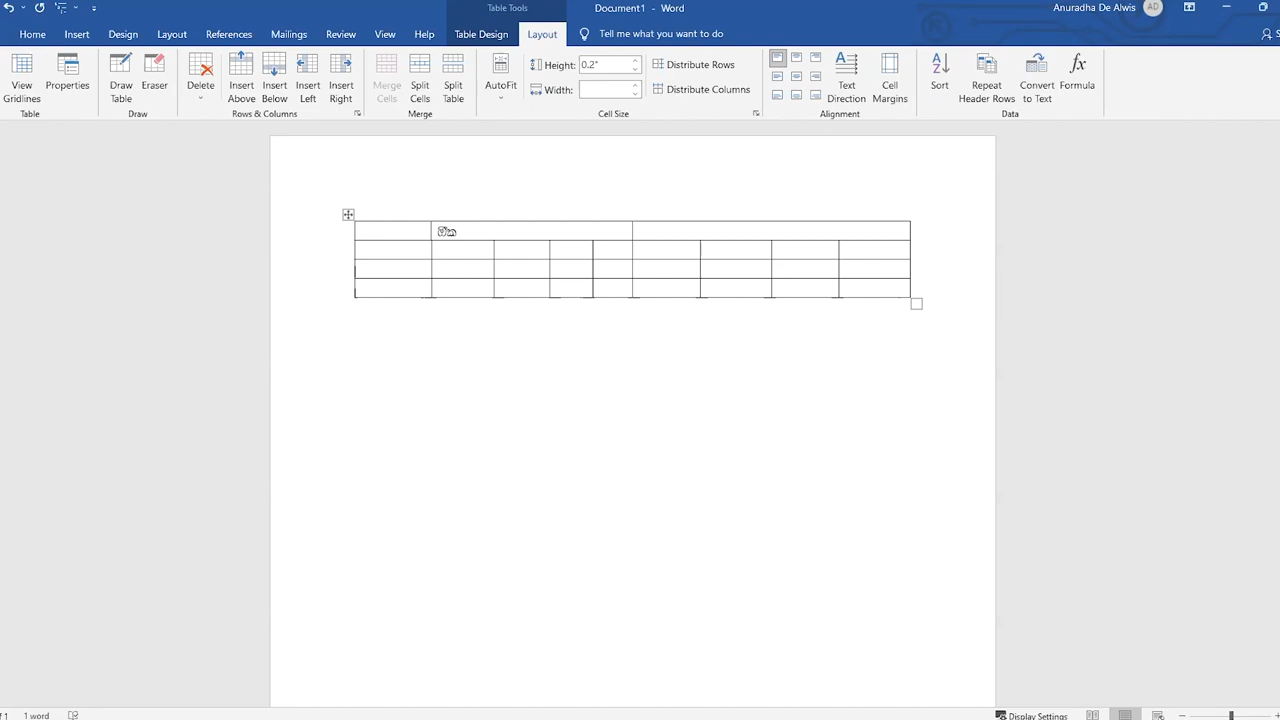 Table Tools
Document1 - Word
Anuradha De Alwis
AD
Home
Insert
Design
Layout
References
Mailings
Review
View
Help
Table Design
Layout
Tell me what you want to do
View Gridlines
Properties
Draw Table
Eraser
Delete
Insert Above
Insert Below
Insert Left
Insert Right
Merge Cells
Split Cells
Split Table
AutoFit
Height:
0.2"
Width:
Distribute Rows
Distribute Columns
Text Direction
Cell Margins
Sort
Repeat Header Rows
Convert to Text
Formula
Table
Draw
Rows & Columns
Merge
Cell Size
Alignment
Data
1 word
Display Settings